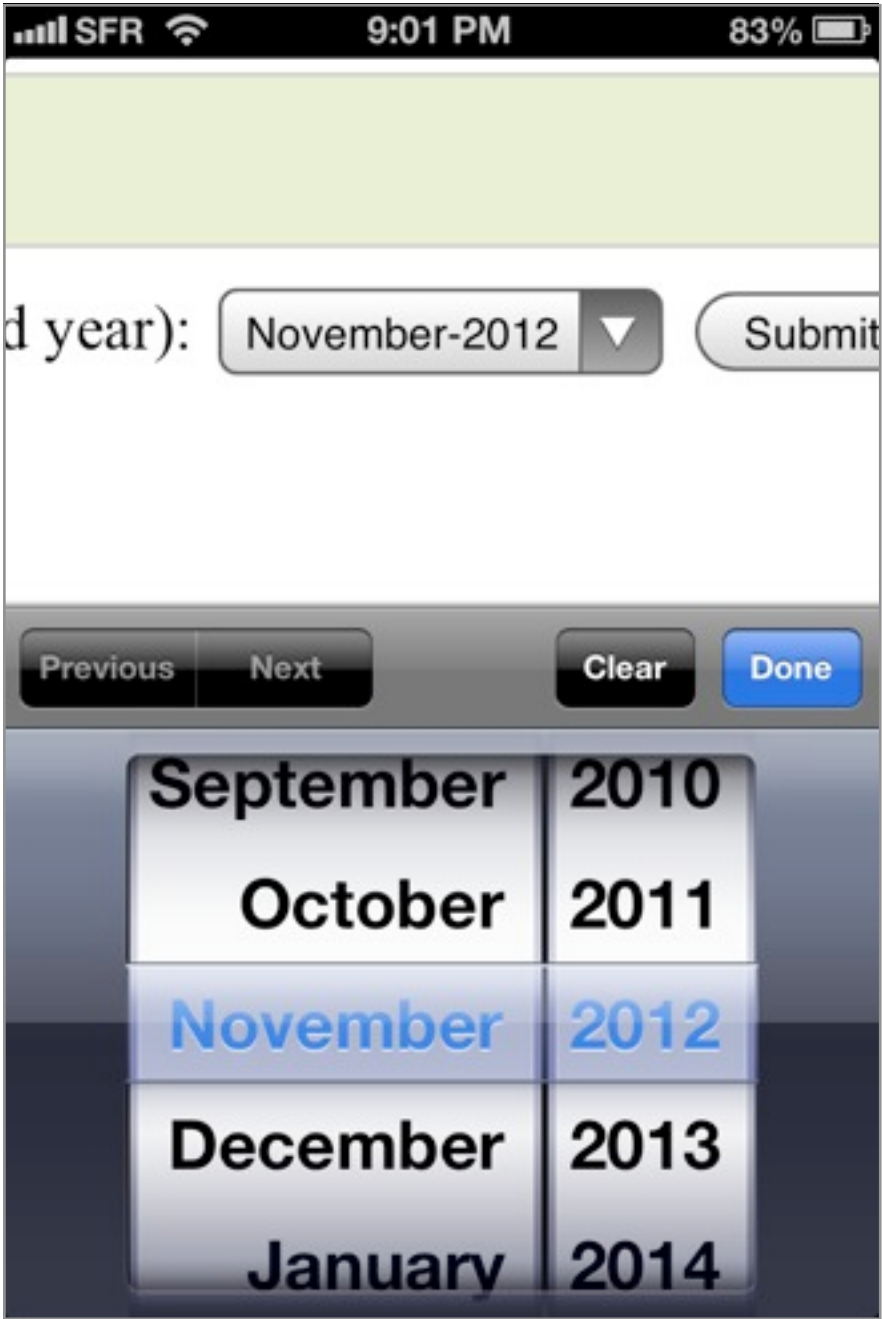 SFR 9:01 PM 83%
d year): November-2012 Submit
Previous Next Clear Done
September 2010
October 2011
November 2012
December 2013
January 2014